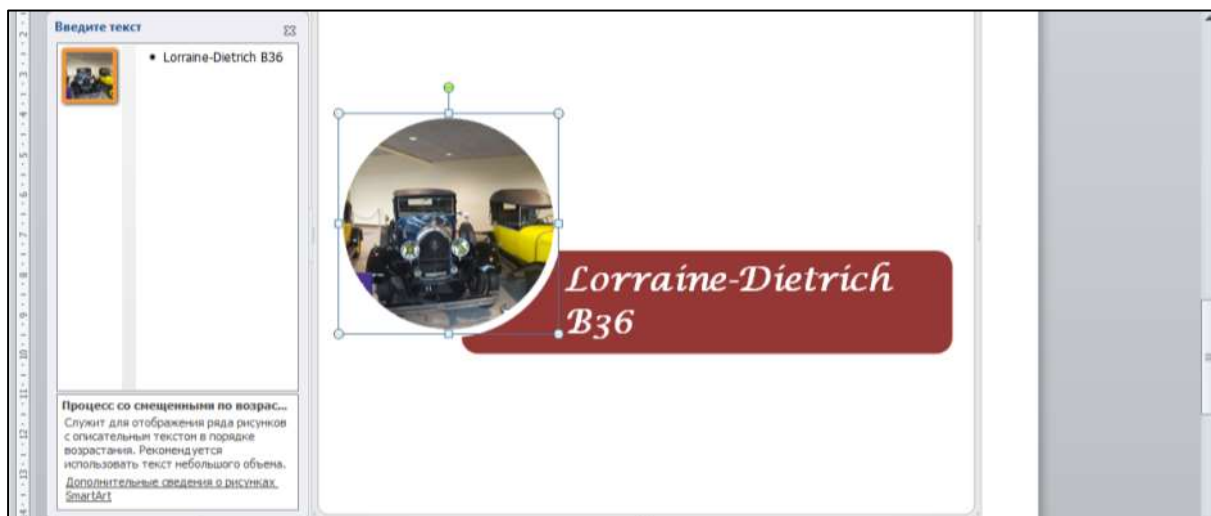 Введите текст
• Lorraine-Dietrich B36
Lorraine-Dietrich
B36
Процесс со смещенными по возрас...
Служит для отображения ряда рисунков
с описательным текстом в порядке
возрастания. Рекомендуется
использовать текст небольшого объема.
Дополнительные сведения о рисунках
SmartArt